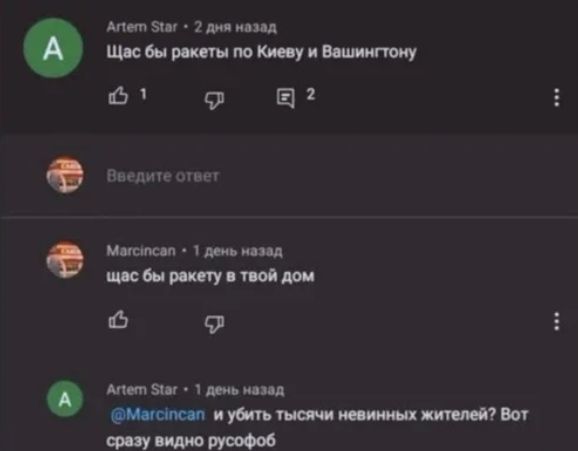 Artem Star • 2 дня назад
Щас бы ракеты по Киеву и Вашингтону
1 2
Введите ответ
Marcincan • 1 день назад
щас бы ракету в твой дом
Artem Star • 1 день назад
@Marcincan и убить тысячи невинных жителей? Вот
сразу видно русофоб